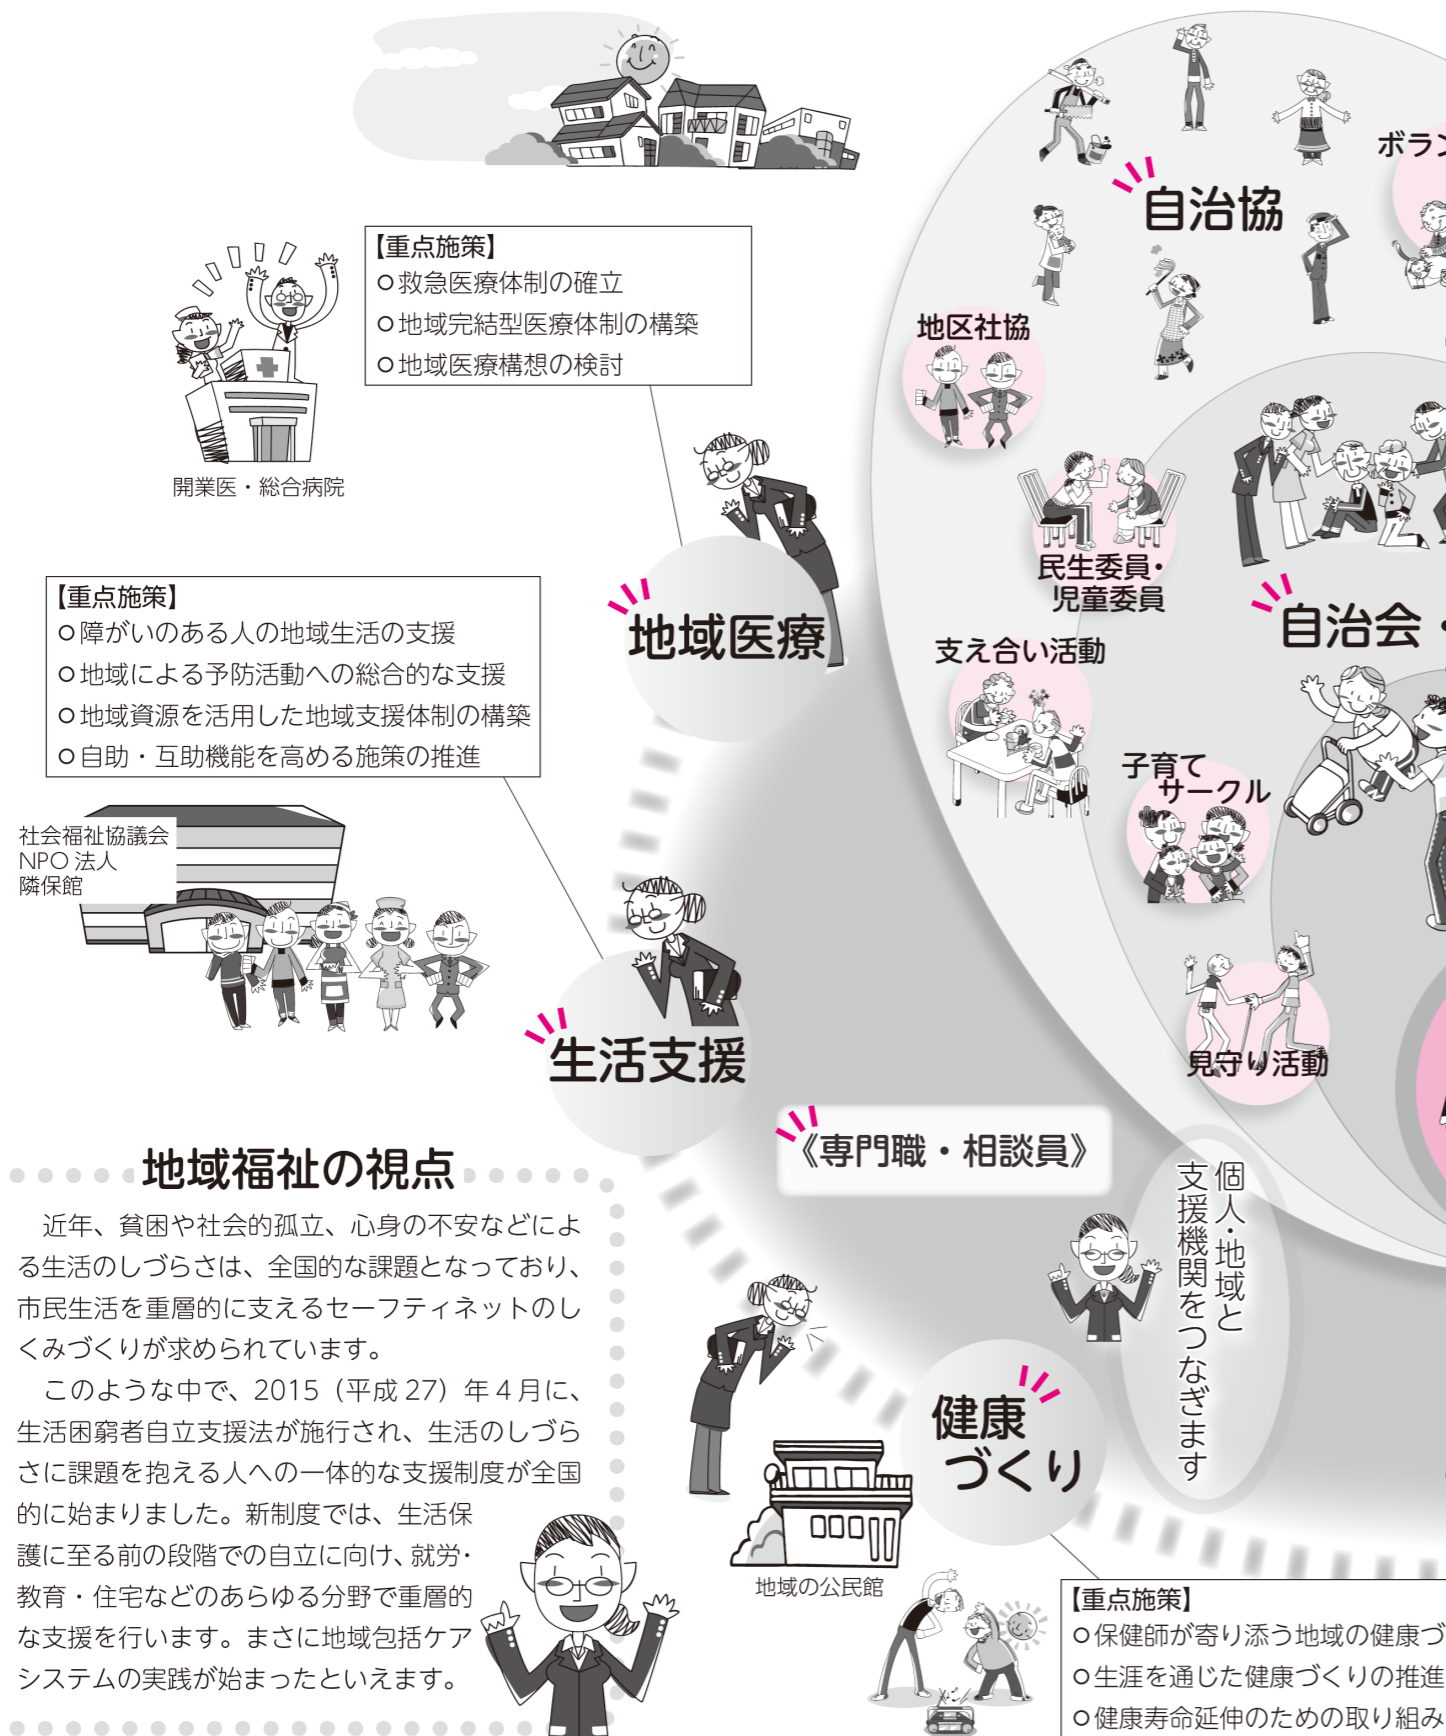 自治協
ボラン
【重点施策】
○救急医療体制の確立
○地域完結型医療体制の構築
○地域医療構想の検討
開業医・総合病院
地区社協
民生委員・
児童委員
自治会・
地域医療
【重点施策】
○障がいのある人の地域生活の支援
○地域による予防活動への総合的な支援
○地域資源を活用した地域支援体制の構築
○自助・互助機能を高める施策の推進
支え合い活動
子育て
サークル
社会福祉協議会
NPO 法人
隣保館
見守り活動
生活支援
《専門職・相談員》
個人・地域と
支援機関をつなぎます
地域福祉の視点
近年、貧困や社会的孤立、心身の不安などによ
る生活のしづらさは、全国的な課題となっており、
市民生活を重層的に支えるセーフティネットのし
くみづくりが求められています。
このような中で、2015（平成 27）年４月に、
生活困窮者自立支援法が施行され、生活のしづら
さに課題を抱える人への一体的な支援制度が全国
的に始まりました。新制度では、生活保
護に至る前の段階での自立に向け、就労・
教育・住宅などのあらゆる分野で重層的
な支援を行います。まさに地域包括ケア
システムの実践が始まったといえます。
健康
づくり
地域の公民館
【重点施策】
○保健師が寄り添う地域の健康づ
○生涯を通じた健康づくりの推進
○健康寿命延伸のための取り組み